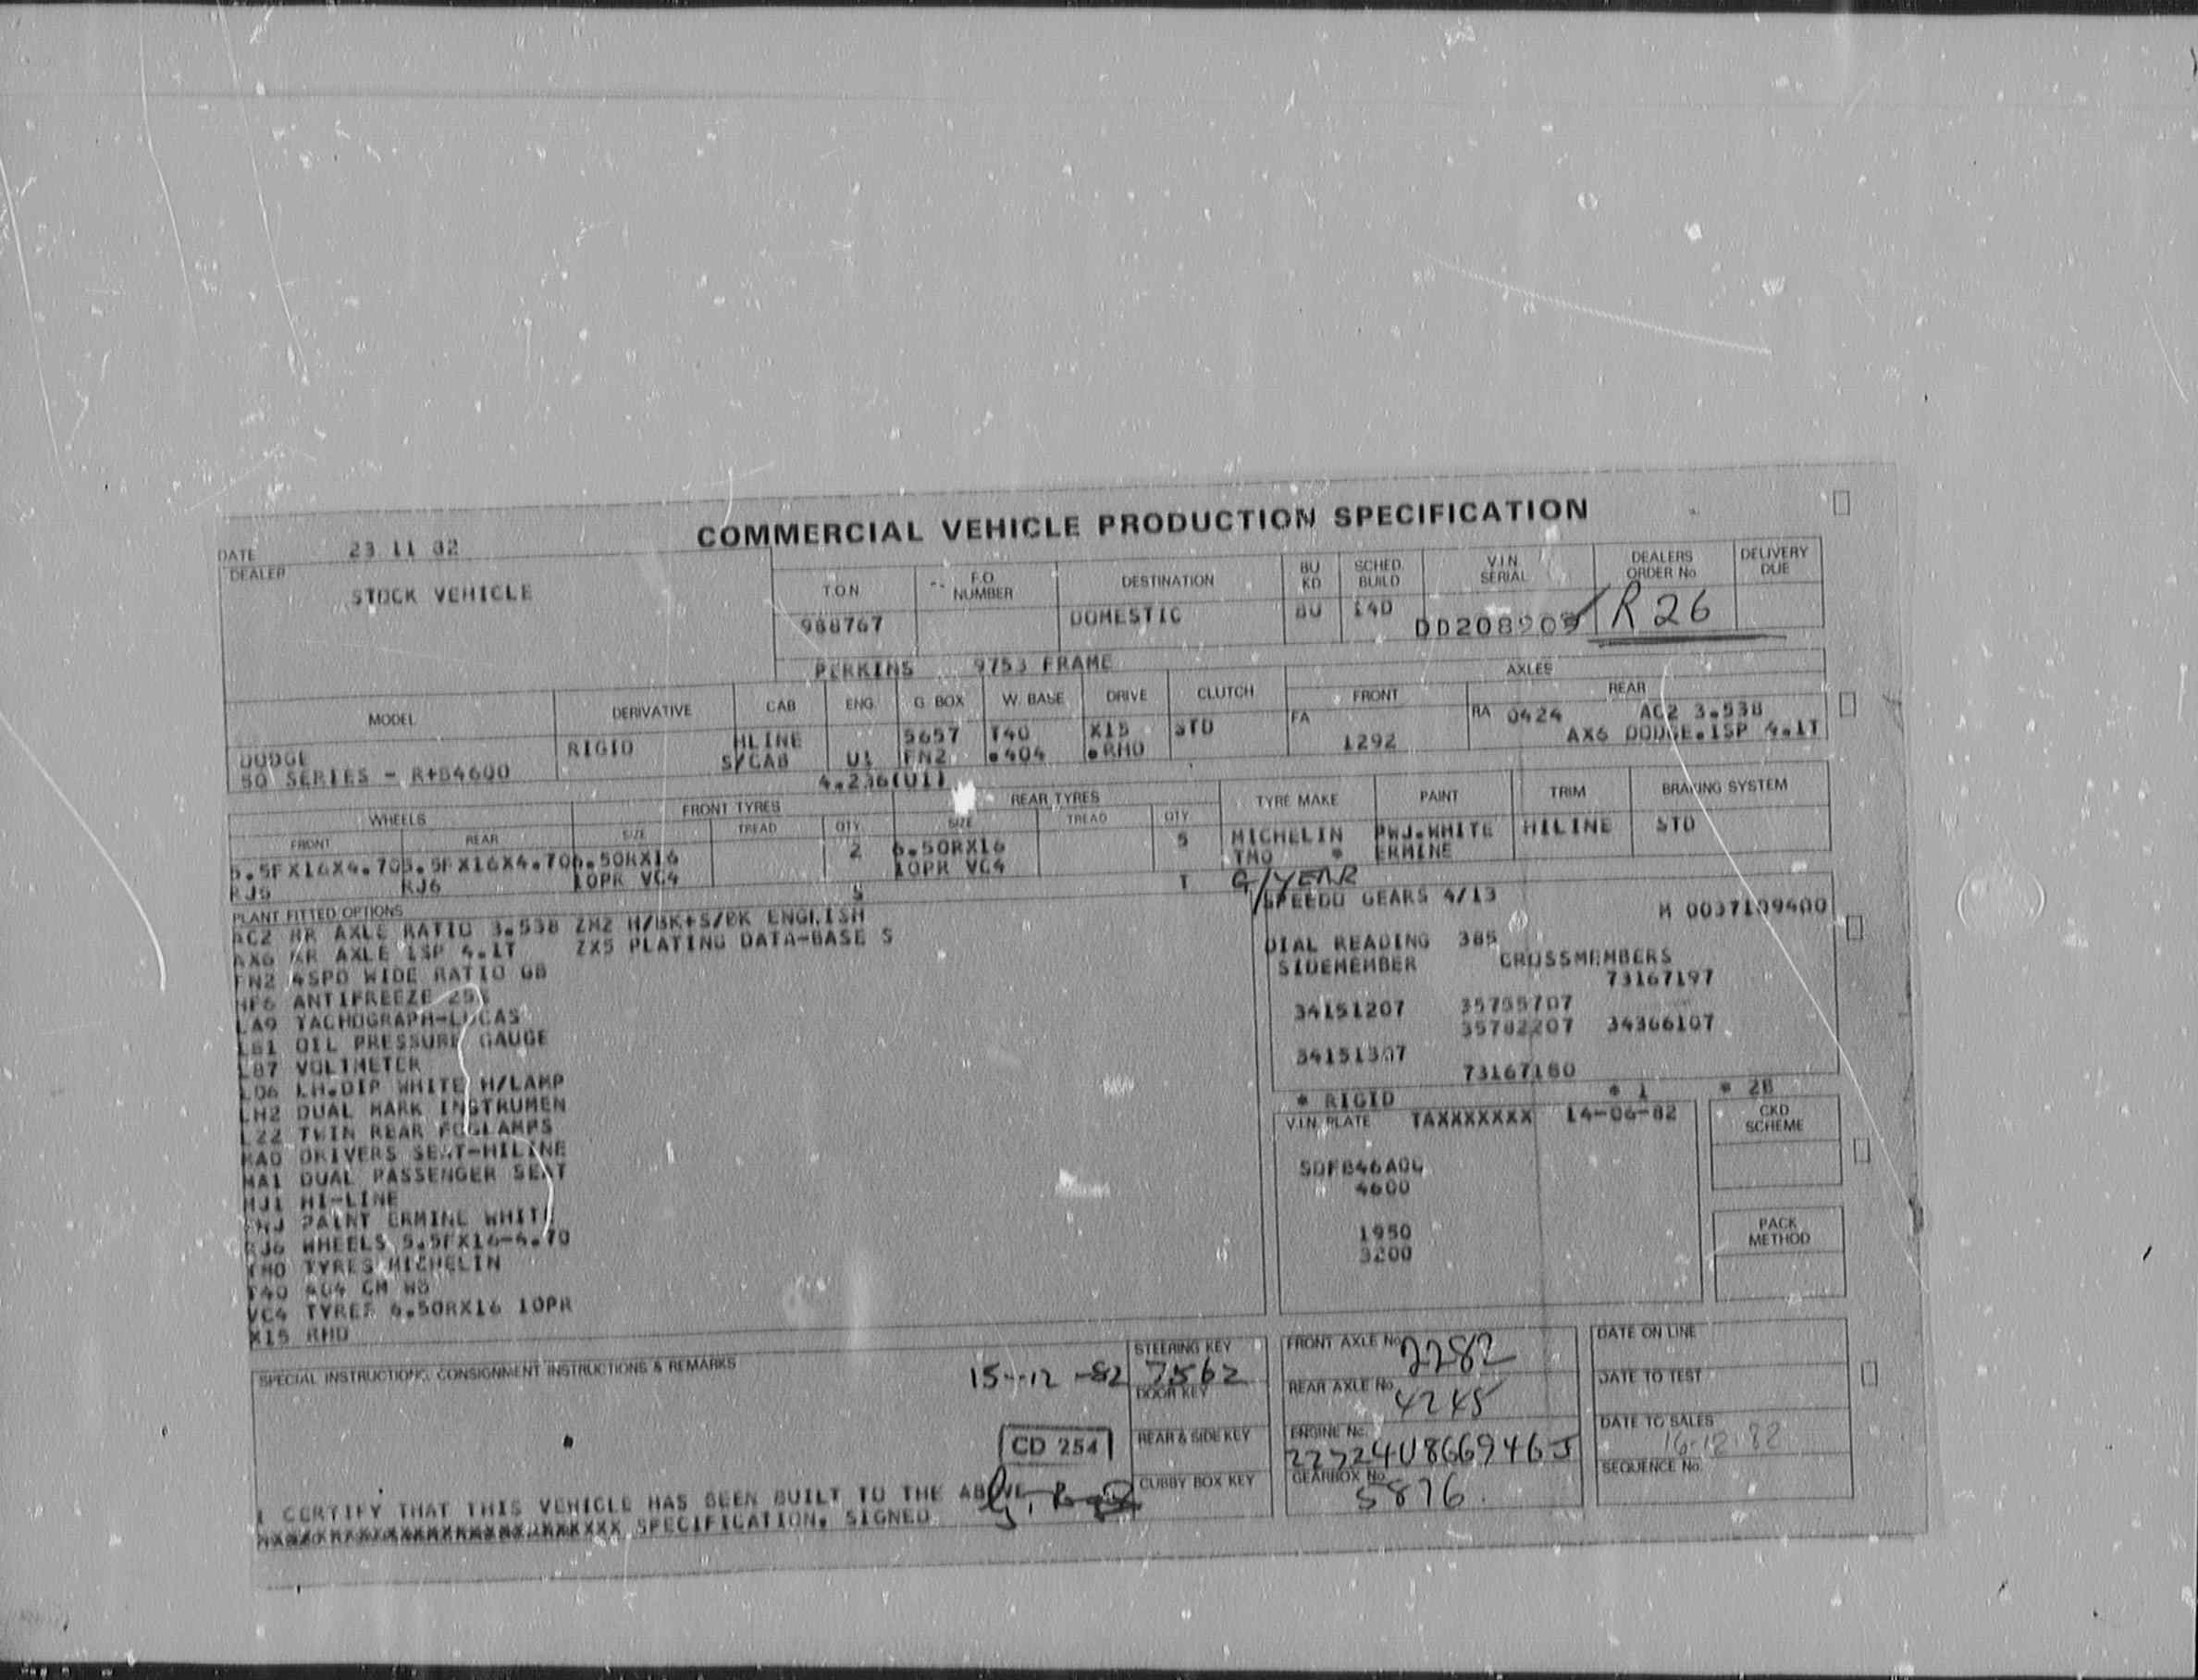 COMMERCIAL VEHICLE PRODUCTION SPECIFICATION
DATE 23 11 82
DEALER
STOCK VEHICLE
T.O.N
F.O. NUMBER
DESTINATION
BU KD
SCHED. BUILD
V.I.N SERIAL
DEALERS ORDER No
DELIVERY DUE
988767
DOMESTIC
BU
14D
DD208909
R 26
PERKINS 9753 FRAME
MODEL
DERIVATIVE
CAB
ENG.
G BOX
W. BASE
DRIVE
CLUTCH
AXLES
FRONT
REAR
DODGE
50 SERIES - R+B4600
RIGID
HLINE
S/CAB
U1
5657
FN2
T40
.404
X15
.RHD
STD
FA
1292
RA 0424 AC2 3.538
AX6 DODGE.1SP 4.1T
4.236(U1)
WHEELS
FRONT TYRES
REAR TYRES
TYRE MAKE
PAINT
TRIM
BRAKING SYSTEM
FRONT
REAR
SIZE
TREAD
QTY
SIZE
TREAD
QTY
5.5FX16X4.70
RJ5
5.5FX16X4.70
RJ6
6.50RX16
10PR VC4
2
6.50RX16
10PR VC4
5
MICHELIN
TMO *
PWJ.WHITE
ERMINE
HILINE
STD
G/YEAR
PLANT FITTED OPTIONS
AC2 RR AXLE RATIO 3.538 ZM2 H/BK+S/BK ENGLISH
AX6 RR AXLE 1SP 4.1T ZX5 PLATING DATA-BASE S
FN2 4SPD WIDE RATIO GB
HF6 ANTIFREEZE 25%
LA9 TACHOGRAPH-LUCAS
LB1 OIL PRESSURE GAUGE
L87 VOLTMETER
LD6 LH.DIP WHITE H/LAMP
LH2 DUAL MARK INSTRUMEN
LZ2 TWIN REAR FOGLAMPS
MA0 DRIVERS SEAT-HILINE
MA1 DUAL PASSENGER SEAT
MJ1 HI-LINE
PWJ PAINT ERMINE WHITE
RJ6 WHEELS 5.5FX16-4.70
TMO TYRES MICHELIN
T40 404 CM WB
VC4 TYRES 6.50RX16 10PR
X15 RHD
SPEEDO GEARS 4/13
M 0037109400
DIAL READING 385
SIDEMEMBER CROSSMEMBERS
73167197
34151207 35755707
35782207 34366107
34151307
73167180
* RIGID * 1 * 2B
V.I.N. PLATE TAXXXXXXXX 14-06-82
CKD SCHEME
50FB46A00
4600
1950
3200
PACK METHOD
SPECIAL INSTRUCTIONS, CONSIGNMENT INSTRUCTIONS & REMARKS
15-12-82
STEERING KEY
7562
DOOR KEY
REAR & SIDE KEY
CUBBY BOX KEY
FRONT AXLE No. 2282
REAR AXLE No. 4245
ENGINE No.
22724U866946J
GEARBOX No.
5876
DATE ON LINE
DATE TO TEST
DATE TO SALES
16.12.82
SEQUENCE No.
CD 254
I CERTIFY THAT THIS VEHICLE HAS BEEN BUILT TO THE ABOVE
SPECIFICATION. SIGNED